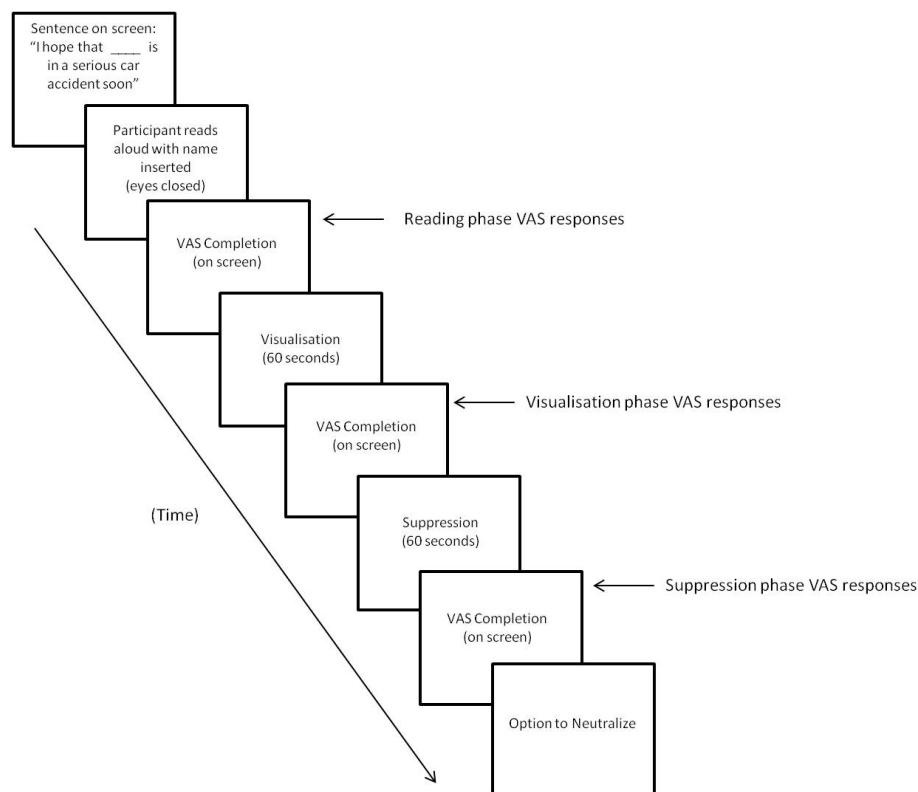 Sentence on screen:
“I hope that ____ is
in a serious car
accident soon”
Participant reads
aloud with name
inserted
(eyes closed)
Reading phase VAS responses
VAS Completion
(on screen)
Visualisation
(60 seconds)
Visualisation phase VAS responses
VAS Completion
(on screen)
(Time)
Suppression
(60 seconds)
Suppression phase VAS responses
VAS Completion
(on screen)
Option to Neutralize